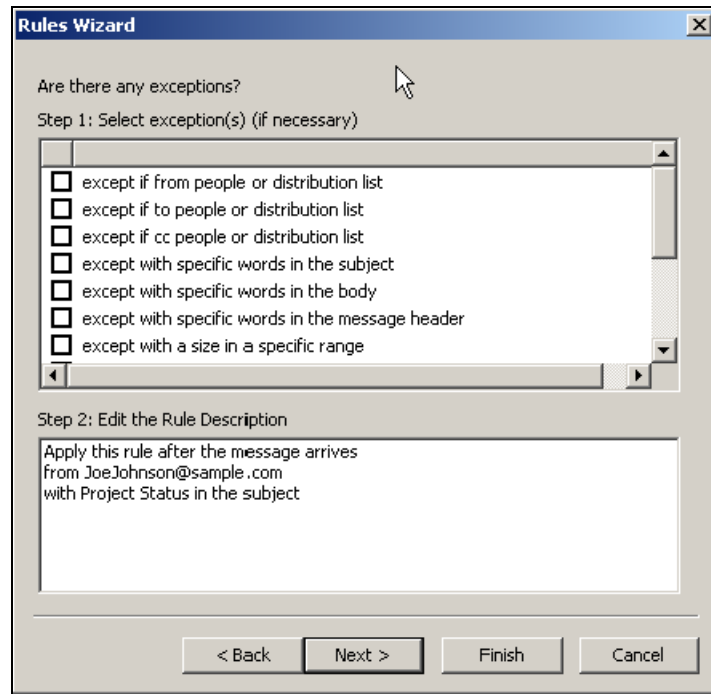 Rules Wizard
Are there any exceptions?
Step 1: Select exception(s) (if necessary)
except if from people or distribution list
except if to people or distribution list
except if cc people or distribution list
except with specific words in the subject
except with specific words in the body
except with specific words in the message header
except with a size in a specific range
Step 2: Edit the Rule Description
Apply this rule after the message arrives
from JoeJohnson@sample.com
with Project Status in the subject
< Back Next > Finish Cancel